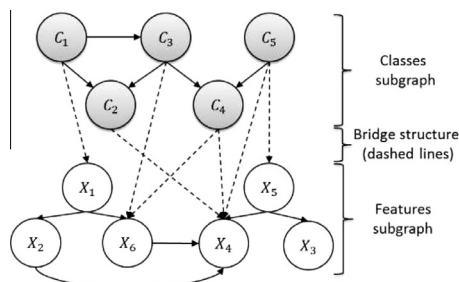 C₁ C₃ C₅
C₂ C₄
Classes
subgraph
Bridge structure
(dashed lines)
X₁ X₅
X₂ X₆ X₄ X₃
Features
subgraph